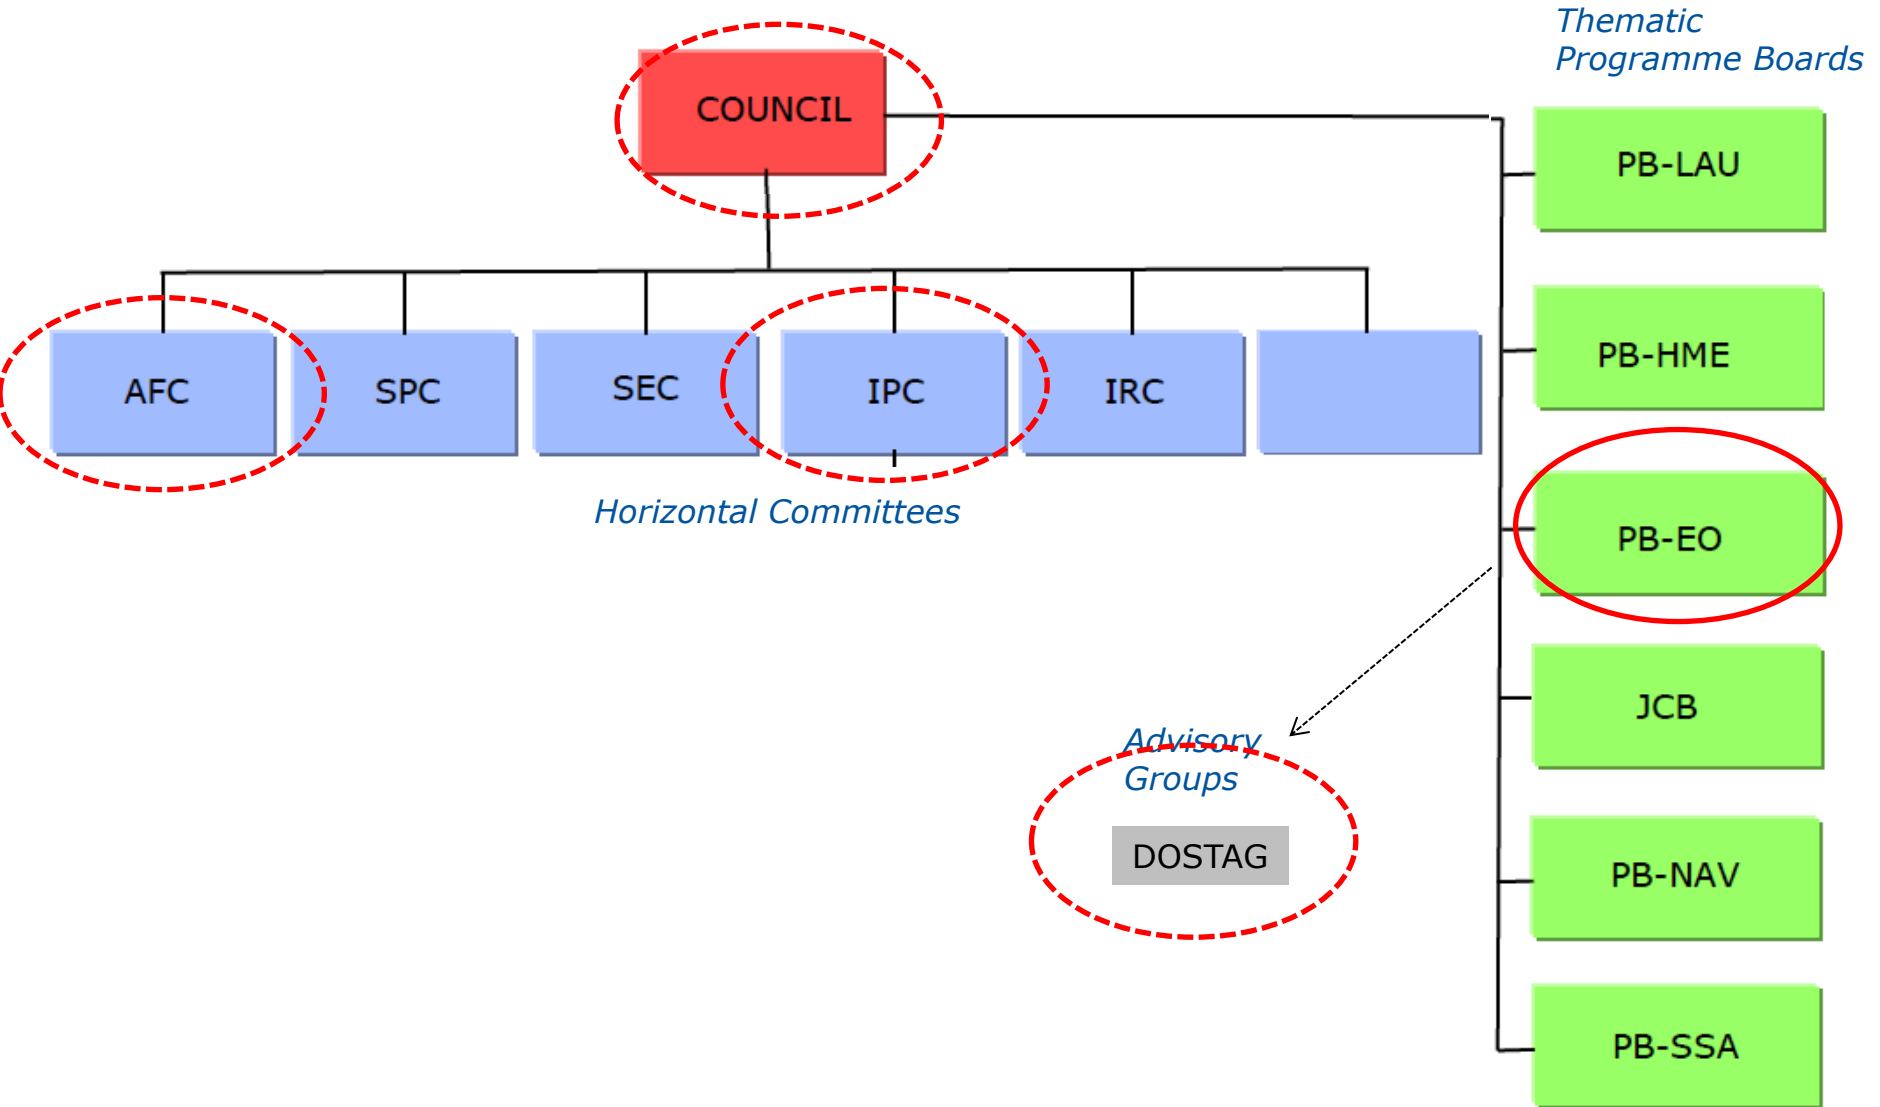 Thematic
Programme Boards
COUNCIL
PB-LAU
PB-HME
AFC
SPC
SEC
IPC
IRC
Horizontal Committees
PB-EO
JCB
Advisory
Groups
DOSTAG
PB-NAV
PB-SSA